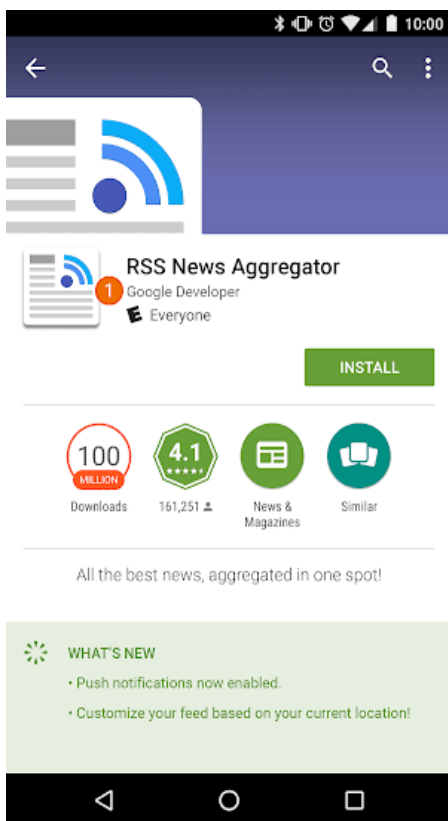 10:00
RSS News Aggregator
1
Google Developer
E Everyone
INSTALL
100
MILLION
4.1
Downloads
161,251
News &
Magazines
Similar
All the best news, aggregated in one spot!
WHAT'S NEW
• Push notifications now enabled.
• Customize your feed based on your current location!